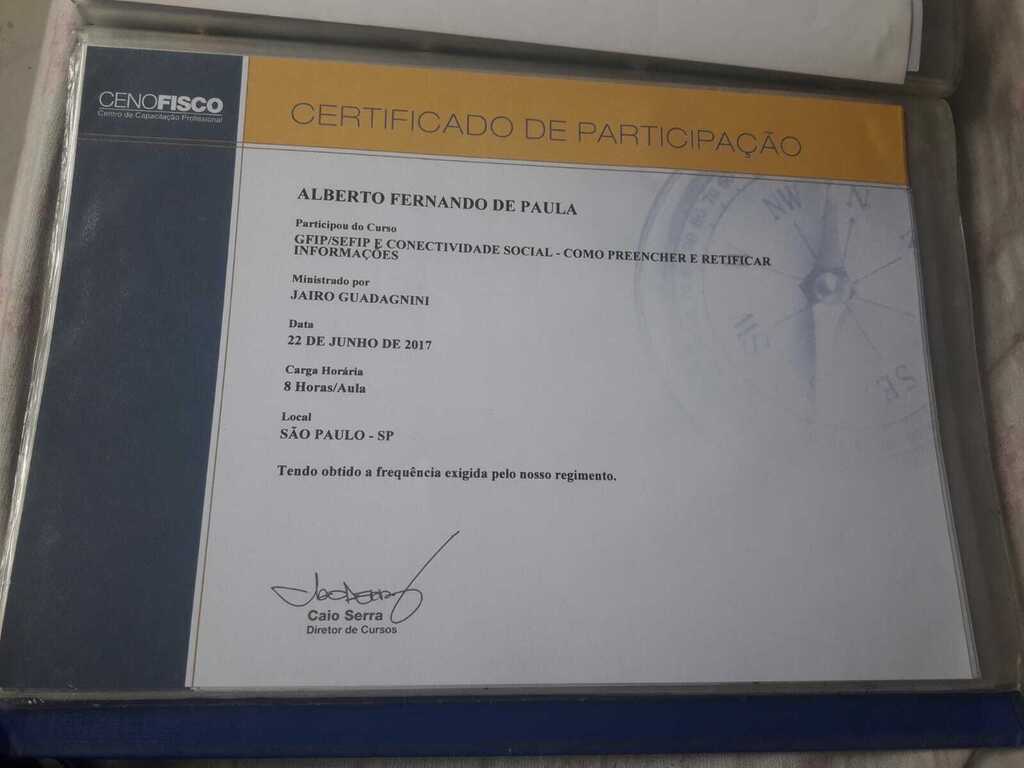 CENOFISCO
Centro de Capacitação Profissional
CERTIFICADO DE PARTICIPAÇÃO
ALBERTO FERNANDO DE PAULA
Participou do Curso
GFIP/SEFIP E CONECTIVIDADE SOCIAL - COMO PREENCHER E RETIFICAR
INFORMAÇÕES
Ministrado por
JAIRO GUADAGNINI
Data
22 DE JUNHO DE 2017
Carga Horária
8 Horas/Aula
Local
SÃO PAULO - SP
Tendo obtido a frequência exigida pelo nosso regimento.
Caio Serra
Diretor de Cursos
NW
N
SE